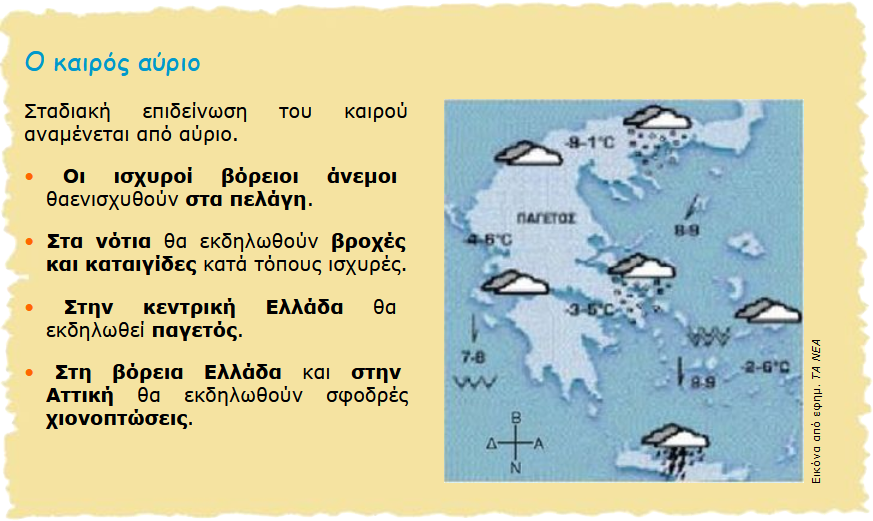 Ο καιρός αύριο
Σταδιακή επιδείνωση του καιρού
αναμένεται από αύριο.
• Οι ισχυροί βόρειοι άνεμοι
θαενισχυθούν στα πελάγη.
• Στα νότια θα εκδηλωθούν βροχές
και καταιγίδες κατά τόπους ισχυρές.
• Στην κεντρική Ελλάδα θα
εκδηλωθεί παγετός.
• Στη βόρεια Ελλάδα και στην
Αττική θα εκδηλωθούν σφοδρές
χιονοπτώσεις.
-9-1°C
ΠΑΓΕΤΟΣ
8-9
-4-6°C
-3-5°C
7-8
-2-6°C
8-9
Β
Δ Α
Ν
Εικόνα από εφημ. ΤΑ ΝΕΑ